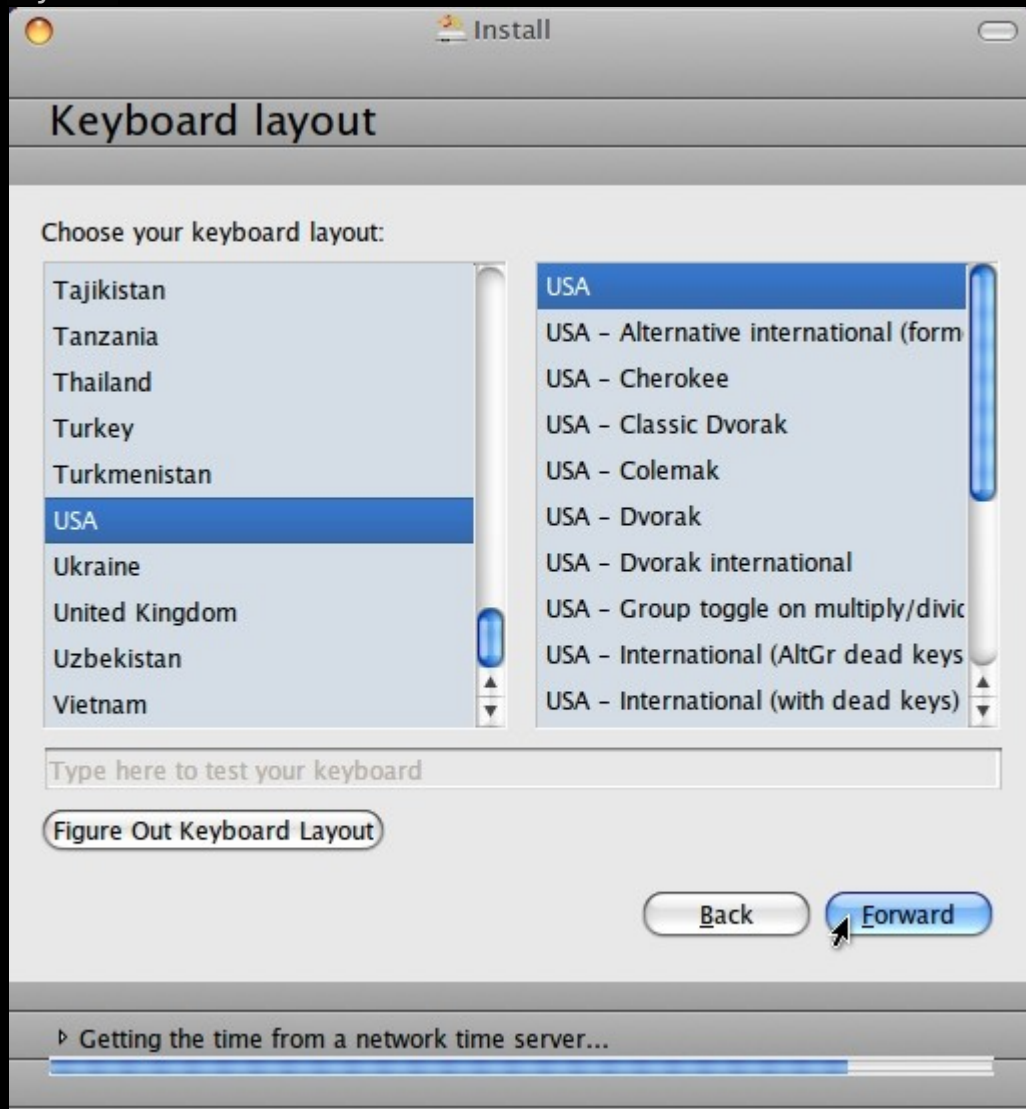 Install
Keyboard layout
Choose your keyboard layout:
Tajikistan
Tanzania
Thailand
Turkey
Turkmenistan
USA
Ukraine
United Kingdom
Uzbekistan
Vietnam
USA
USA – Alternative international (form
USA – Cherokee
USA – Classic Dvorak
USA – Colemak
USA – Dvorak
USA – Dvorak international
USA – Group toggle on multiply/divic
USA – International (AltGr dead keys
USA – International (with dead keys)
Type here to test your keyboard
Figure Out Keyboard Layout
Back
Forward
Getting the time from a network time server...